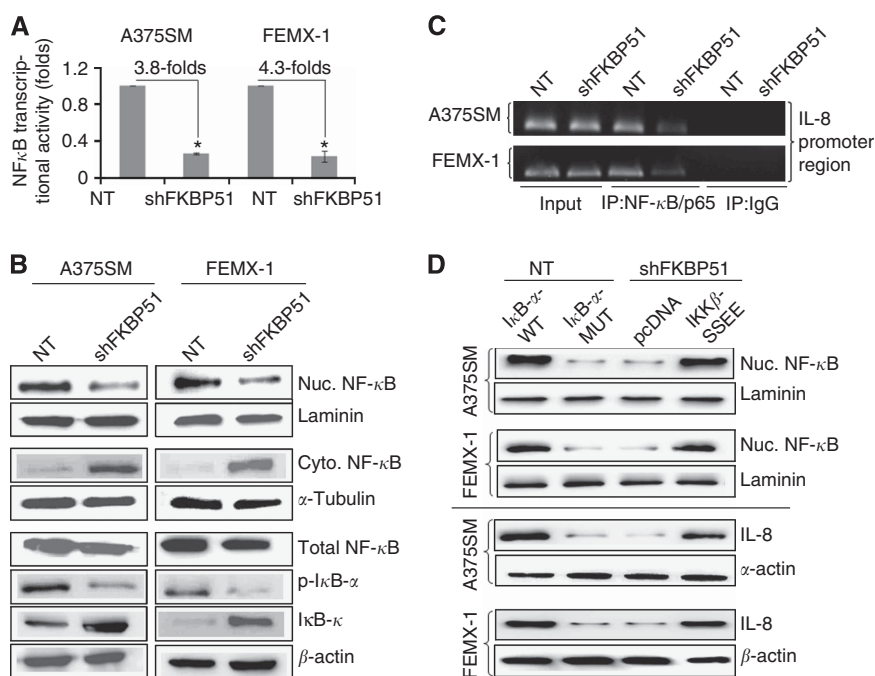 A
A375SM FEMX-1
3.8-folds 4.3-folds
NFκB transcrip-
tional activity (folds)
1.2
0.8
0.4
0
* *
NT shFKBP51 NT shFKBP51
B
A375SM FEMX-1
NT shFKBP51 NT shFKBP51
Nuc. NF-κB
Laminin
Cyto. NF-κB
α-Tubulin
Total NF-κB
p-IκB-α
IκB-κ
β-actin
C
NT shFKBP51 NT shFKBP51 NT shFKBP51
A375SM
FEMX-1
IL-8
promoter
region
Input IP:NF-κB/p65 IP:IgG
D
NT shFKBP51
IκB-α-
WT
IκB-α-
MUT
pcDNA
IKKβ-
SSEE
A375SM
Nuc. NF-κB
Laminin
FEMX-1
Nuc. NF-κB
Laminin
A375SM
IL-8
α-actin
FEMX-1
IL-8
β-actin